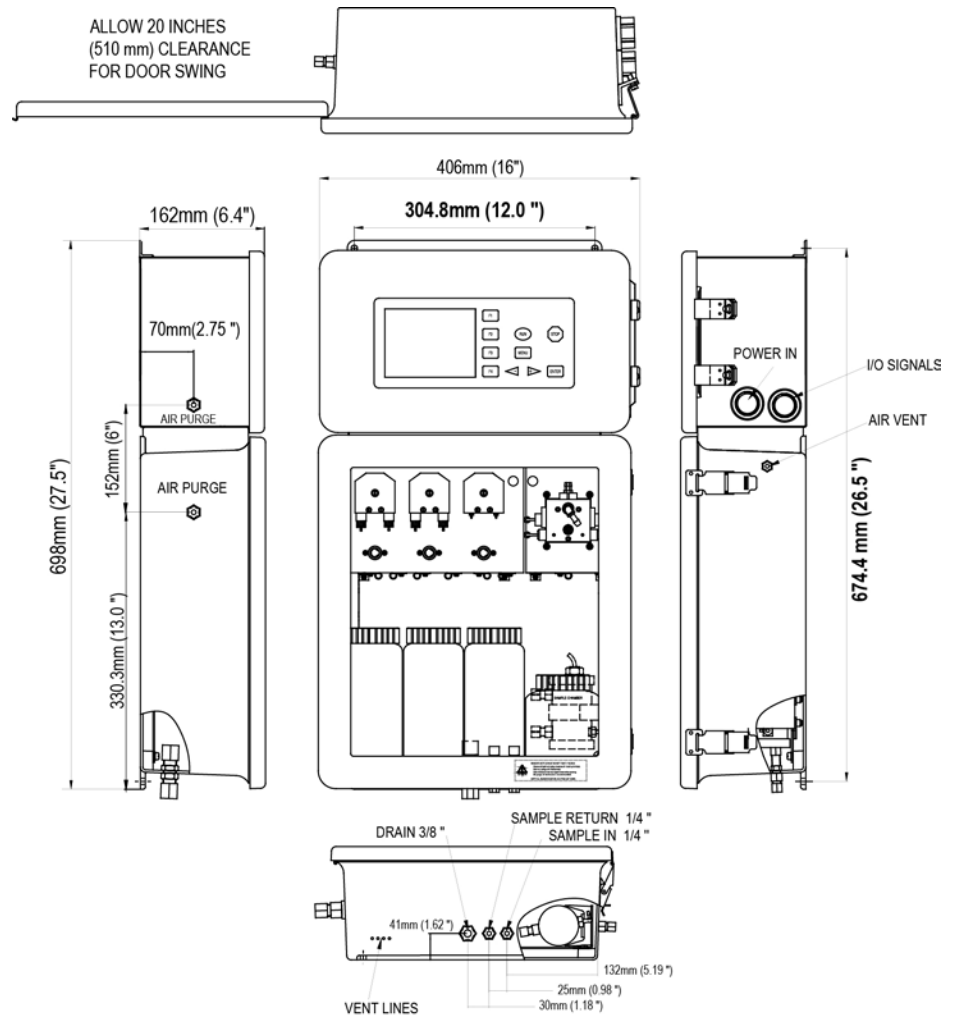 ALLOW 20 INCHES
(510 mm) CLEARANCE
FOR DOOR SWING
406mm (16")
162mm (6.4")
304.8mm (12.0 ")
70mm(2.75 ")
RUN
STOP
MENU
ENTER
POWER IN
I/O SIGNALS
AIR PURGE
AIR VENT
152mm (6")
AIR PURGE
698mm (27.5")
674.4 mm (26.5 ")
330.3mm (13.0 ")
SAMPLE CHAMBER
SAMPLE RETURN 1/4 "
DRAIN 3/8 "
SAMPLE IN 1/4 "
41mm (1.62 ")
132mm (5.19 ")
25mm (0.98 ")
30mm (1.18 ")
VENT LINES